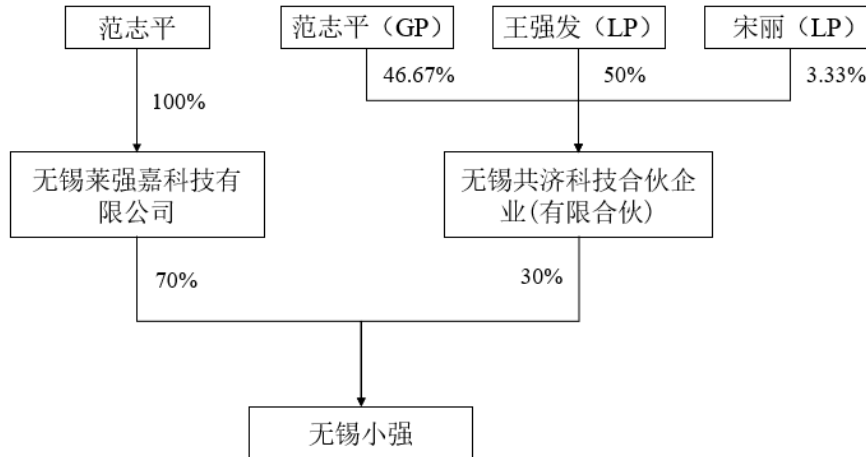 范志平
范志平（GP）
王强发（LP）
宋丽（LP）
100%
46.67%
50%
3.33%
无锡莱强嘉科技有
限公司
无锡共济科技合伙企
业(有限合伙)
70%
30%
无锡小强